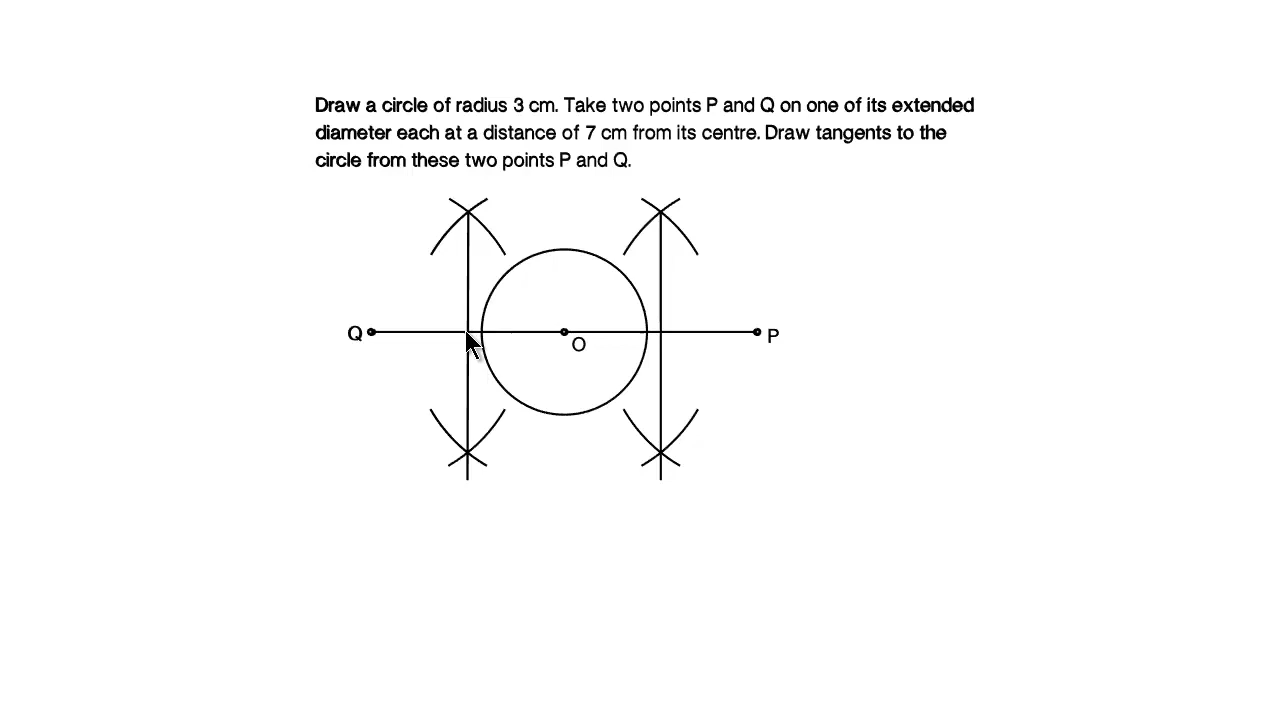 Draw a circle of radius 3 cm. Take two points P and Q on one of its extended
diameter each at a distance of 7 cm from its centre. Draw tangents to the
circle from these two points P and Q.
Q
O
P